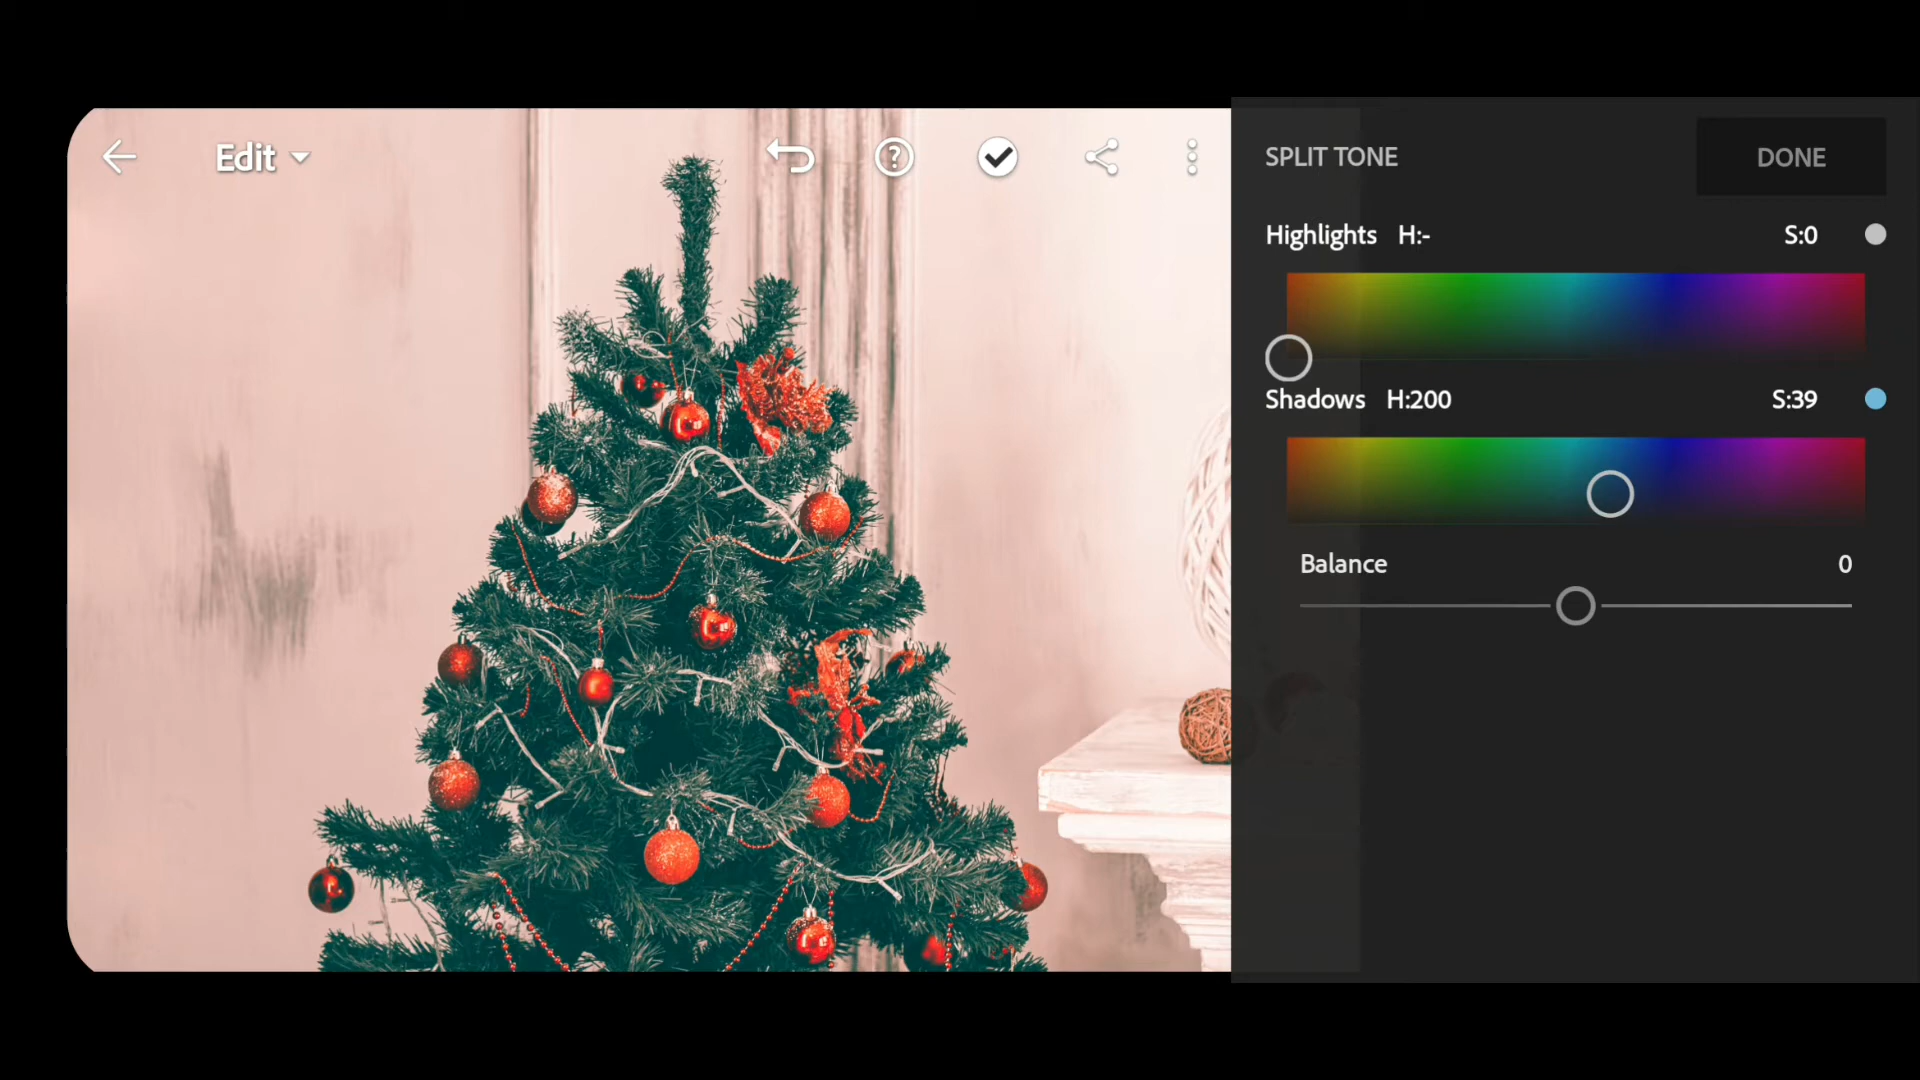 Edit
SPLIT TONE
DONE
Highlights H:- S:0
Shadows H:200 S:39
Balance 0